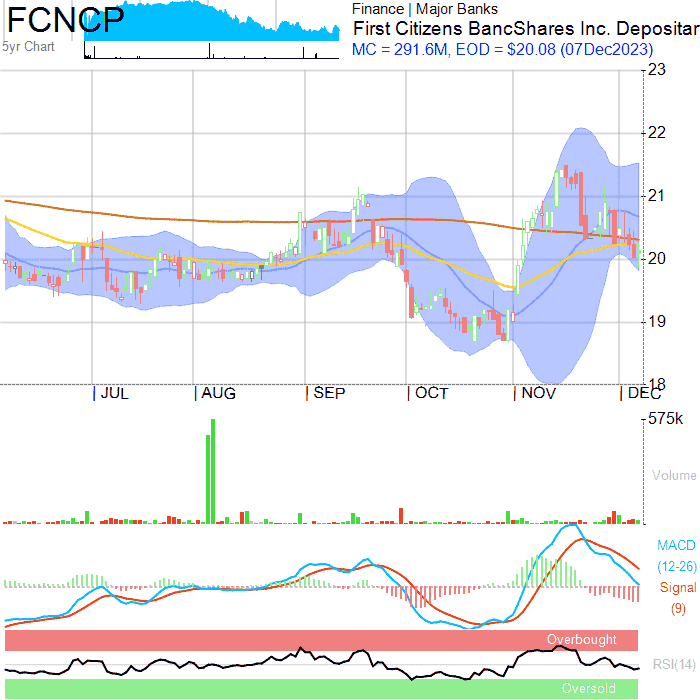 FCNCP
5yr Chart
Finance | Major Banks
First Citizens BancShares Inc. Depositar
MC = 291.6M, EOD = $20.08 (07Dec2023)
23
22
21
20
19
18
JUL AUG SEP OCT NOV DEC
575k
Volume
MACD
(12-26)
Signal
(9)
Overbought
RSI(14)
Oversold